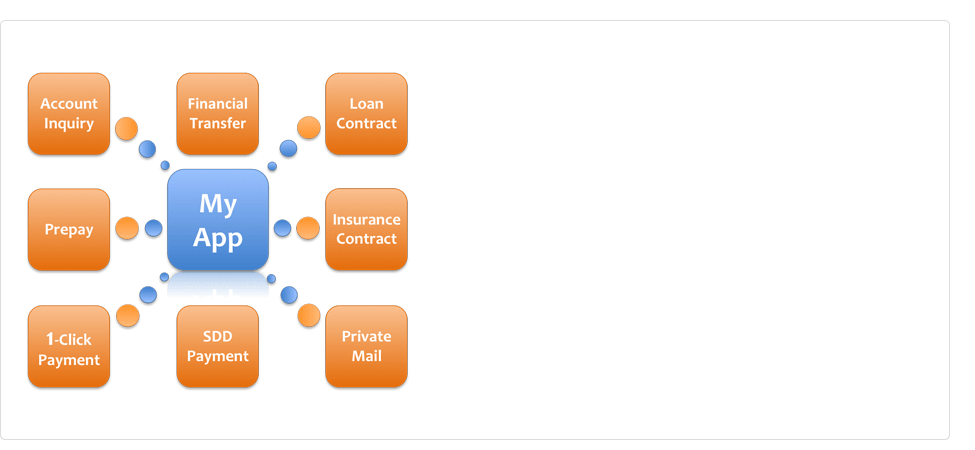 Account
Inquiry
Financial
Transfer
Loan
Contract
Prepay
My
App
Insurance
Contract
1-Click
Payment
SDD
Payment
Private
Mail